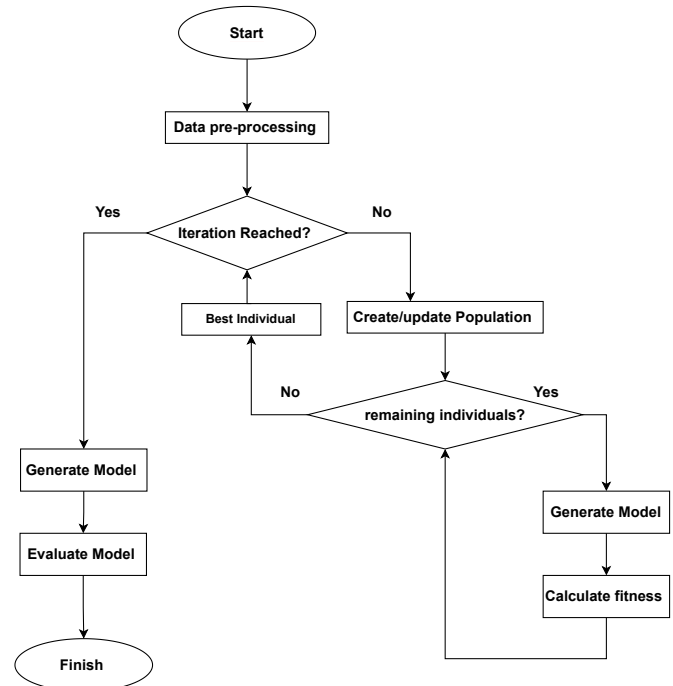 Start
Data pre-processing
Yes
No
Iteration Reached?
Best Individual
Create/update Population
No
Yes
remaining individuals?
Generate Model
Generate Model
Evaluate Model
Calculate fitness
Finish